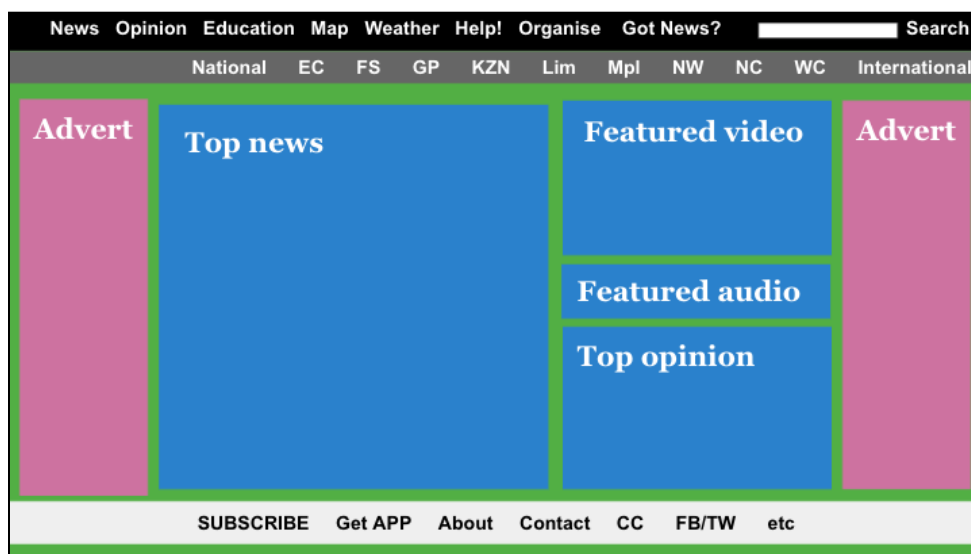 News Opinion Education Map Weather Help! Organise Got News? Search
National EC FS GP KZN Lim Mpl NW NC WC International
Advert
Top news
Featured video
Featured audio
Top opinion
Advert
SUBSCRIBE Get APP About Contact CC FB/TW etc